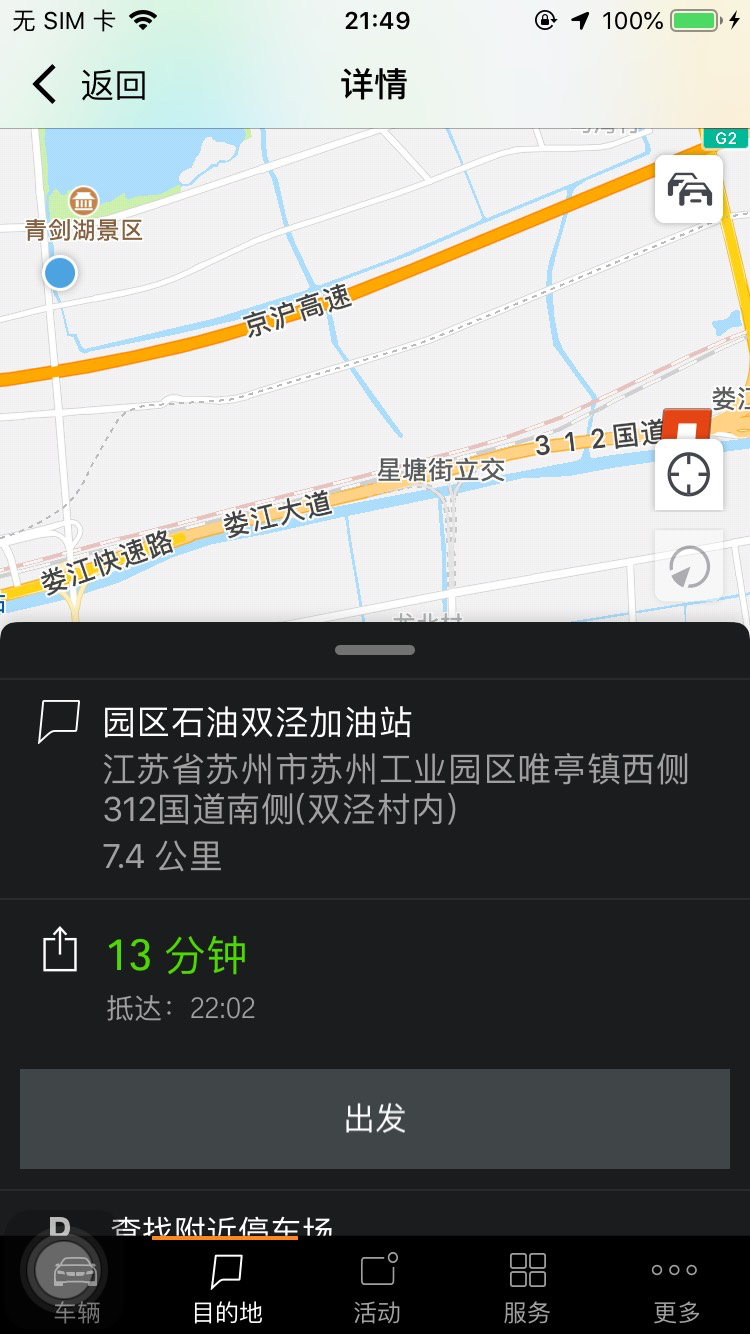 无 SIM 卡 21:49 100%
返回 详情
G2
青剑湖景区
京沪高速
娄江
312国道
星塘街立交
娄江大道
娄江快速路
园区石油双泾加油站
江苏省苏州市苏州工业园区唯亭镇西侧
312国道南侧(双泾村内)
7.4 公里
13 分钟
抵达：22:02
出发
查找附近停车场
车辆 目的地 活动 服务 更多